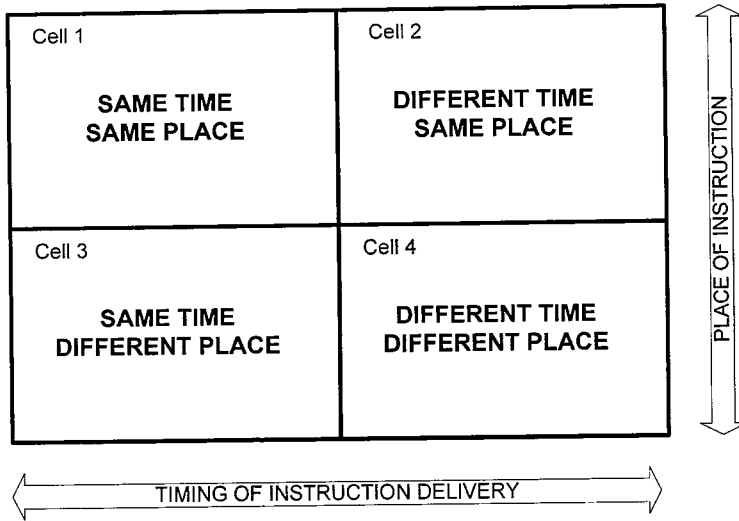 Cell 1
SAME TIME
SAME PLACE
Cell 2
DIFFERENT TIME
SAME PLACE
Cell 3
SAME TIME
DIFFERENT PLACE
Cell 4
DIFFERENT TIME
DIFFERENT PLACE
PLACE OF INSTRUCTION
TIMING OF INSTRUCTION DELIVERY